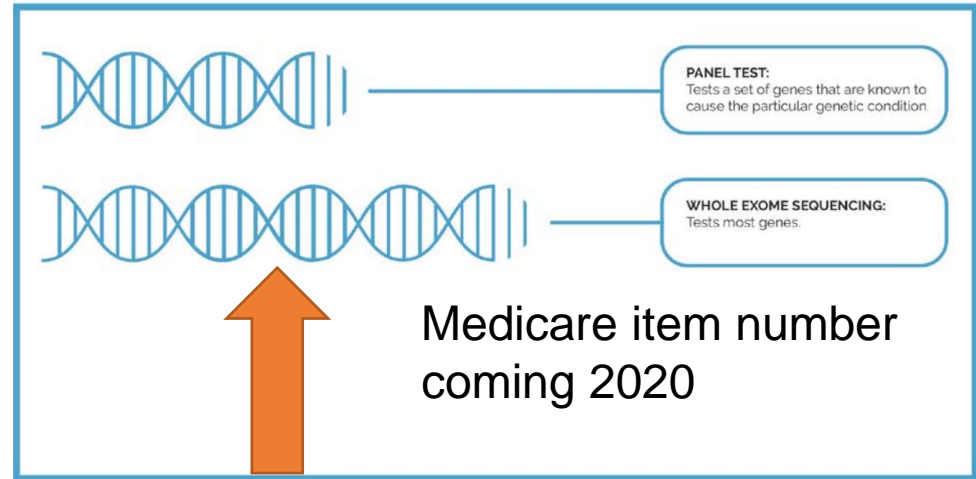 PANEL TEST:
Tests a set of genes that are known to
cause the particular genetic condition.
WHOLE EXOME SEQUENCING:
Tests most genes.
Medicare item number
coming 2020